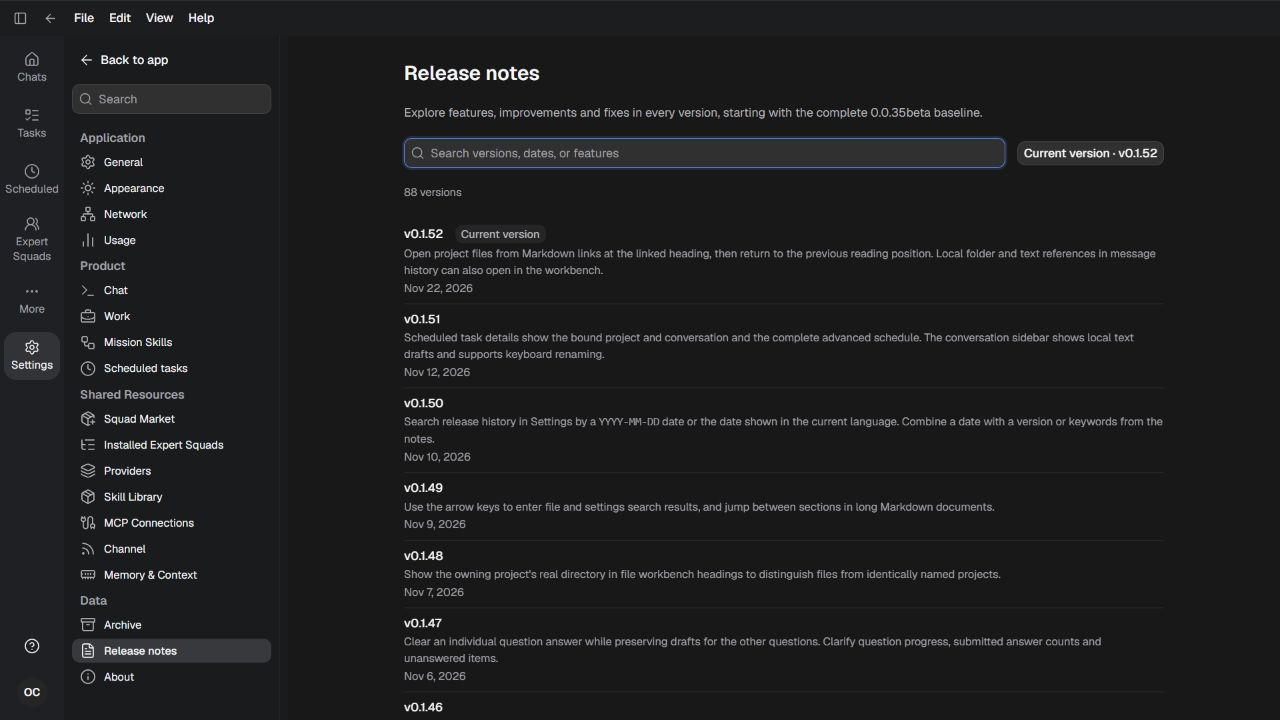 File Edit View Help
Chats
Tasks
Scheduled
Expert
Squads
More
Settings
OC
Back to app
Search
Application
General
Appearance
Network
Usage
Product
Chat
Work
Mission Skills
Scheduled tasks
Shared Resources
Squad Market
Installed Expert Squads
Providers
Skill Library
MCP Connections
Channel
Memory & Context
Data
Archive
Release notes
About
Release notes
Explore features, improvements and fixes in every version, starting with the complete 0.0.35beta baseline.
Search versions, dates, or features
Current version · v0.1.52
88 versions
v0.1.52 Current version
Open project files from Markdown links at the linked heading, then return to the previous reading position. Local folder and text references in message
history can also open in the workbench.
Nov 22, 2026
v0.1.51
Scheduled task details show the bound project and conversation and the complete advanced schedule. The conversation sidebar shows local text
drafts and supports keyboard renaming.
Nov 12, 2026
v0.1.50
Search release history in Settings by a YYYY-MM-DD date or the date shown in the current language. Combine a date with a version or keywords from the
notes.
Nov 10, 2026
v0.1.49
Use the arrow keys to enter file and settings search results, and jump between sections in long Markdown documents.
Nov 9, 2026
v0.1.48
Show the owning project's real directory in file workbench headings to distinguish files from identically named projects.
Nov 7, 2026
v0.1.47
Clear an individual question answer while preserving drafts for the other questions. Clarify question progress, submitted answer counts and
unanswered items.
Nov 6, 2026
v0.1.46